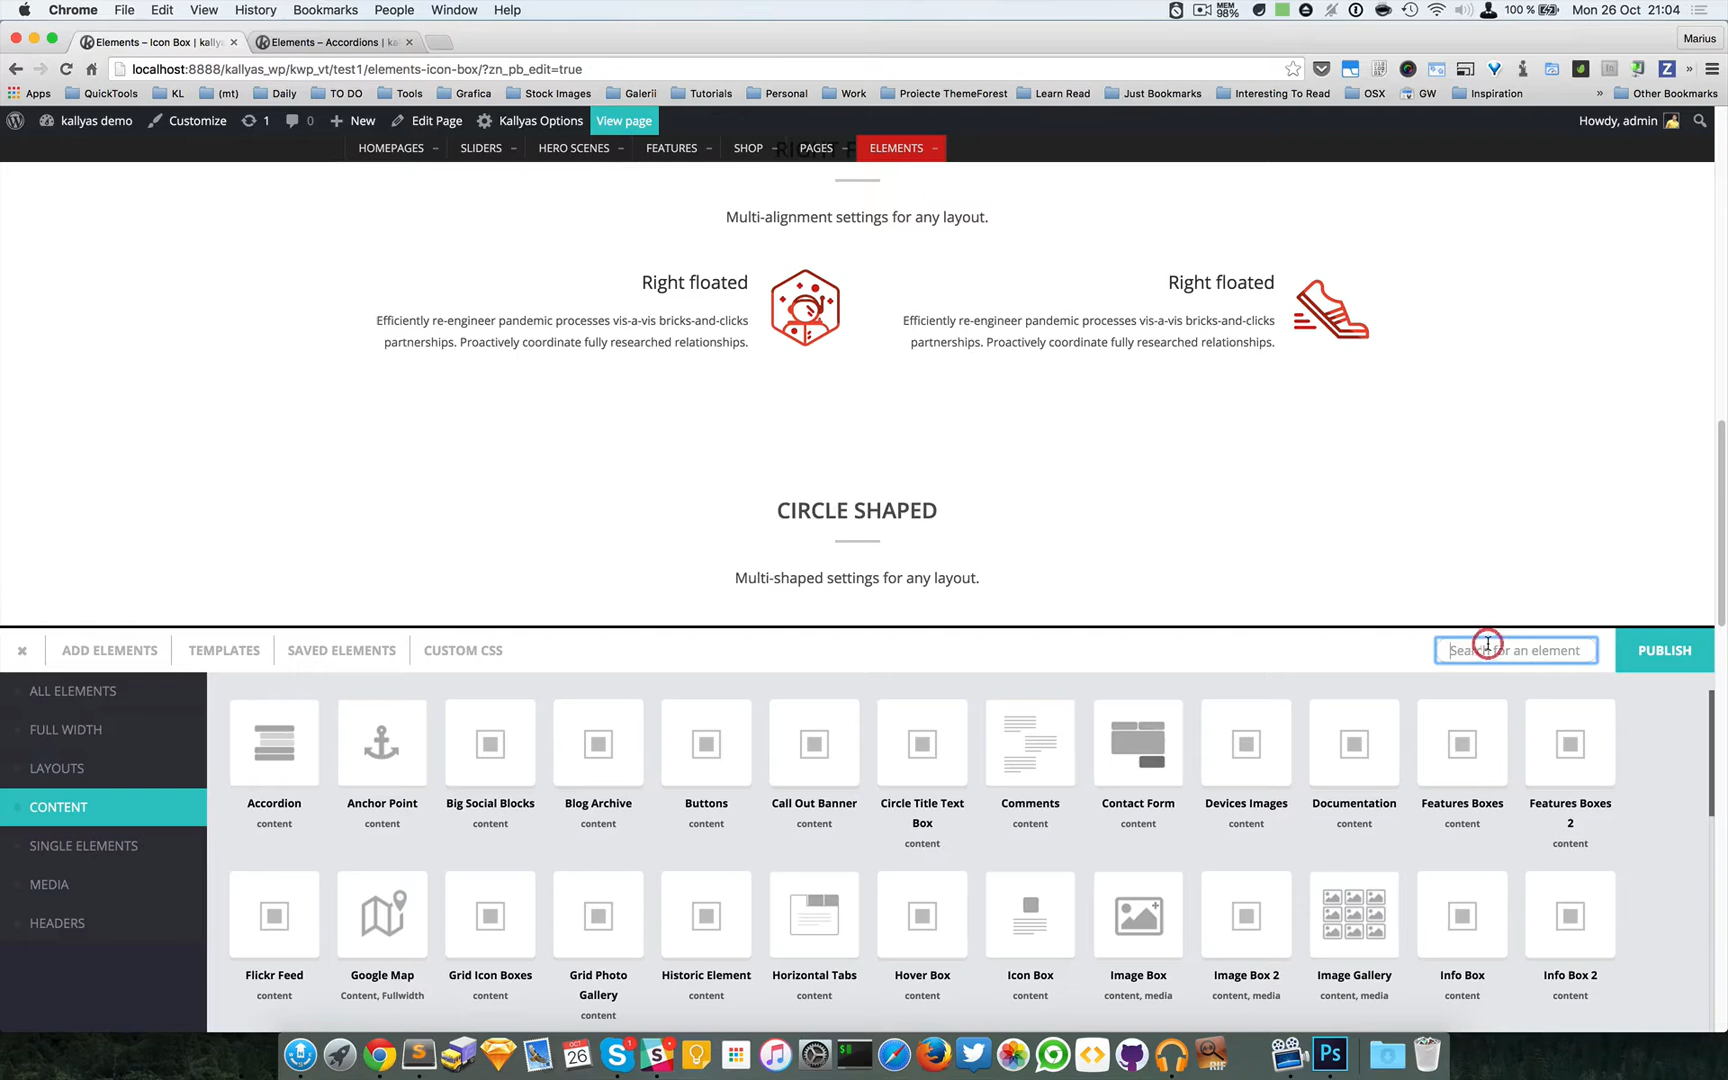 Chrome File Edit View History Bookmarks People Window Help MEM 98% 100 % Mon 26 Oct 21:04
Elements – Icon Box | kally Elements – Accordions | ka Marius
localhost:8888/kallyas_wp/kwp_vt/test1/elements-icon-box/?zn_pb_edit=true
Apps QuickTools KL (mt) Daily TO DO Tools Grafica Stock Images Galerii Tutorials Personal Work Proiecte ThemeForest Learn Read Just Bookmarks Interesting To Read OSX GW Inspiration » Other Bookmarks
kallyas demo Customize 1 0 New Edit Page Kallyas Options View page Howdy, admin
HOMEPAGES SLIDERS HERO SCENES FEATURES SHOP PAGES ELEMENTS
Multi-alignment settings for any layout.
Right floated Right floated
Efficiently re-engineer pandemic processes vis-a-vis bricks-and-clicks Efficiently re-engineer pandemic processes vis-a-vis bricks-and-clicks
partnerships. Proactively coordinate fully researched relationships. partnerships. Proactively coordinate fully researched relationships.
CIRCLE SHAPED
Multi-shaped settings for any layout.
ADD ELEMENTS TEMPLATES SAVED ELEMENTS CUSTOM CSS Search for an element PUBLISH
ALL ELEMENTS
FULL WIDTH
LAYOUTS
CONTENT
SINGLE ELEMENTS
MEDIA
HEADERS
Accordion Anchor Point Big Social Blocks Blog Archive Buttons Call Out Banner Circle Title Text Comments Contact Form Devices Images Documentation Features Boxes Features Boxes
content content content content content content Box content content content content content 2
content content
Flickr Feed Google Map Grid Icon Boxes Grid Photo Historic Element Horizontal Tabs Hover Box Icon Box Image Box Image Box 2 Image Gallery Info Box Info Box 2
content Content, Fullwidth content Gallery content content content content content, media content, media content, media content content
content